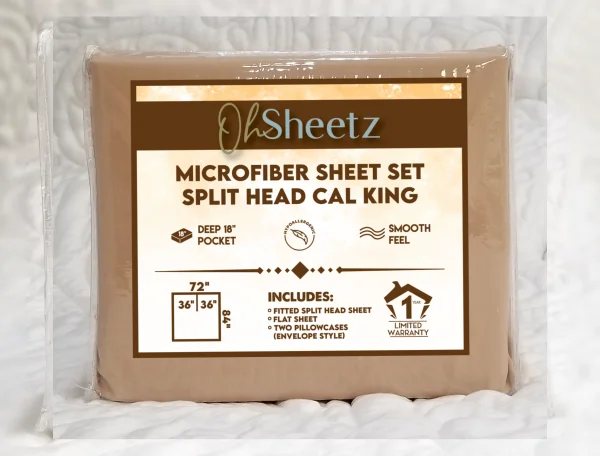 OhSheetz
MICROFIBER SHEET SET
SPLIT HEAD CAL KING
18"
DEEP 18"
POCKET
HYPOALLERGENIC
SMOOTH
FEEL
72"
36" 36"
84"
INCLUDES:
FITTED SPLIT HEAD SHEET
FLAT SHEET
TWO PILLOWCASES
(ENVELOPE STYLE)
1 YEAR
LIMITED
WARRANTY